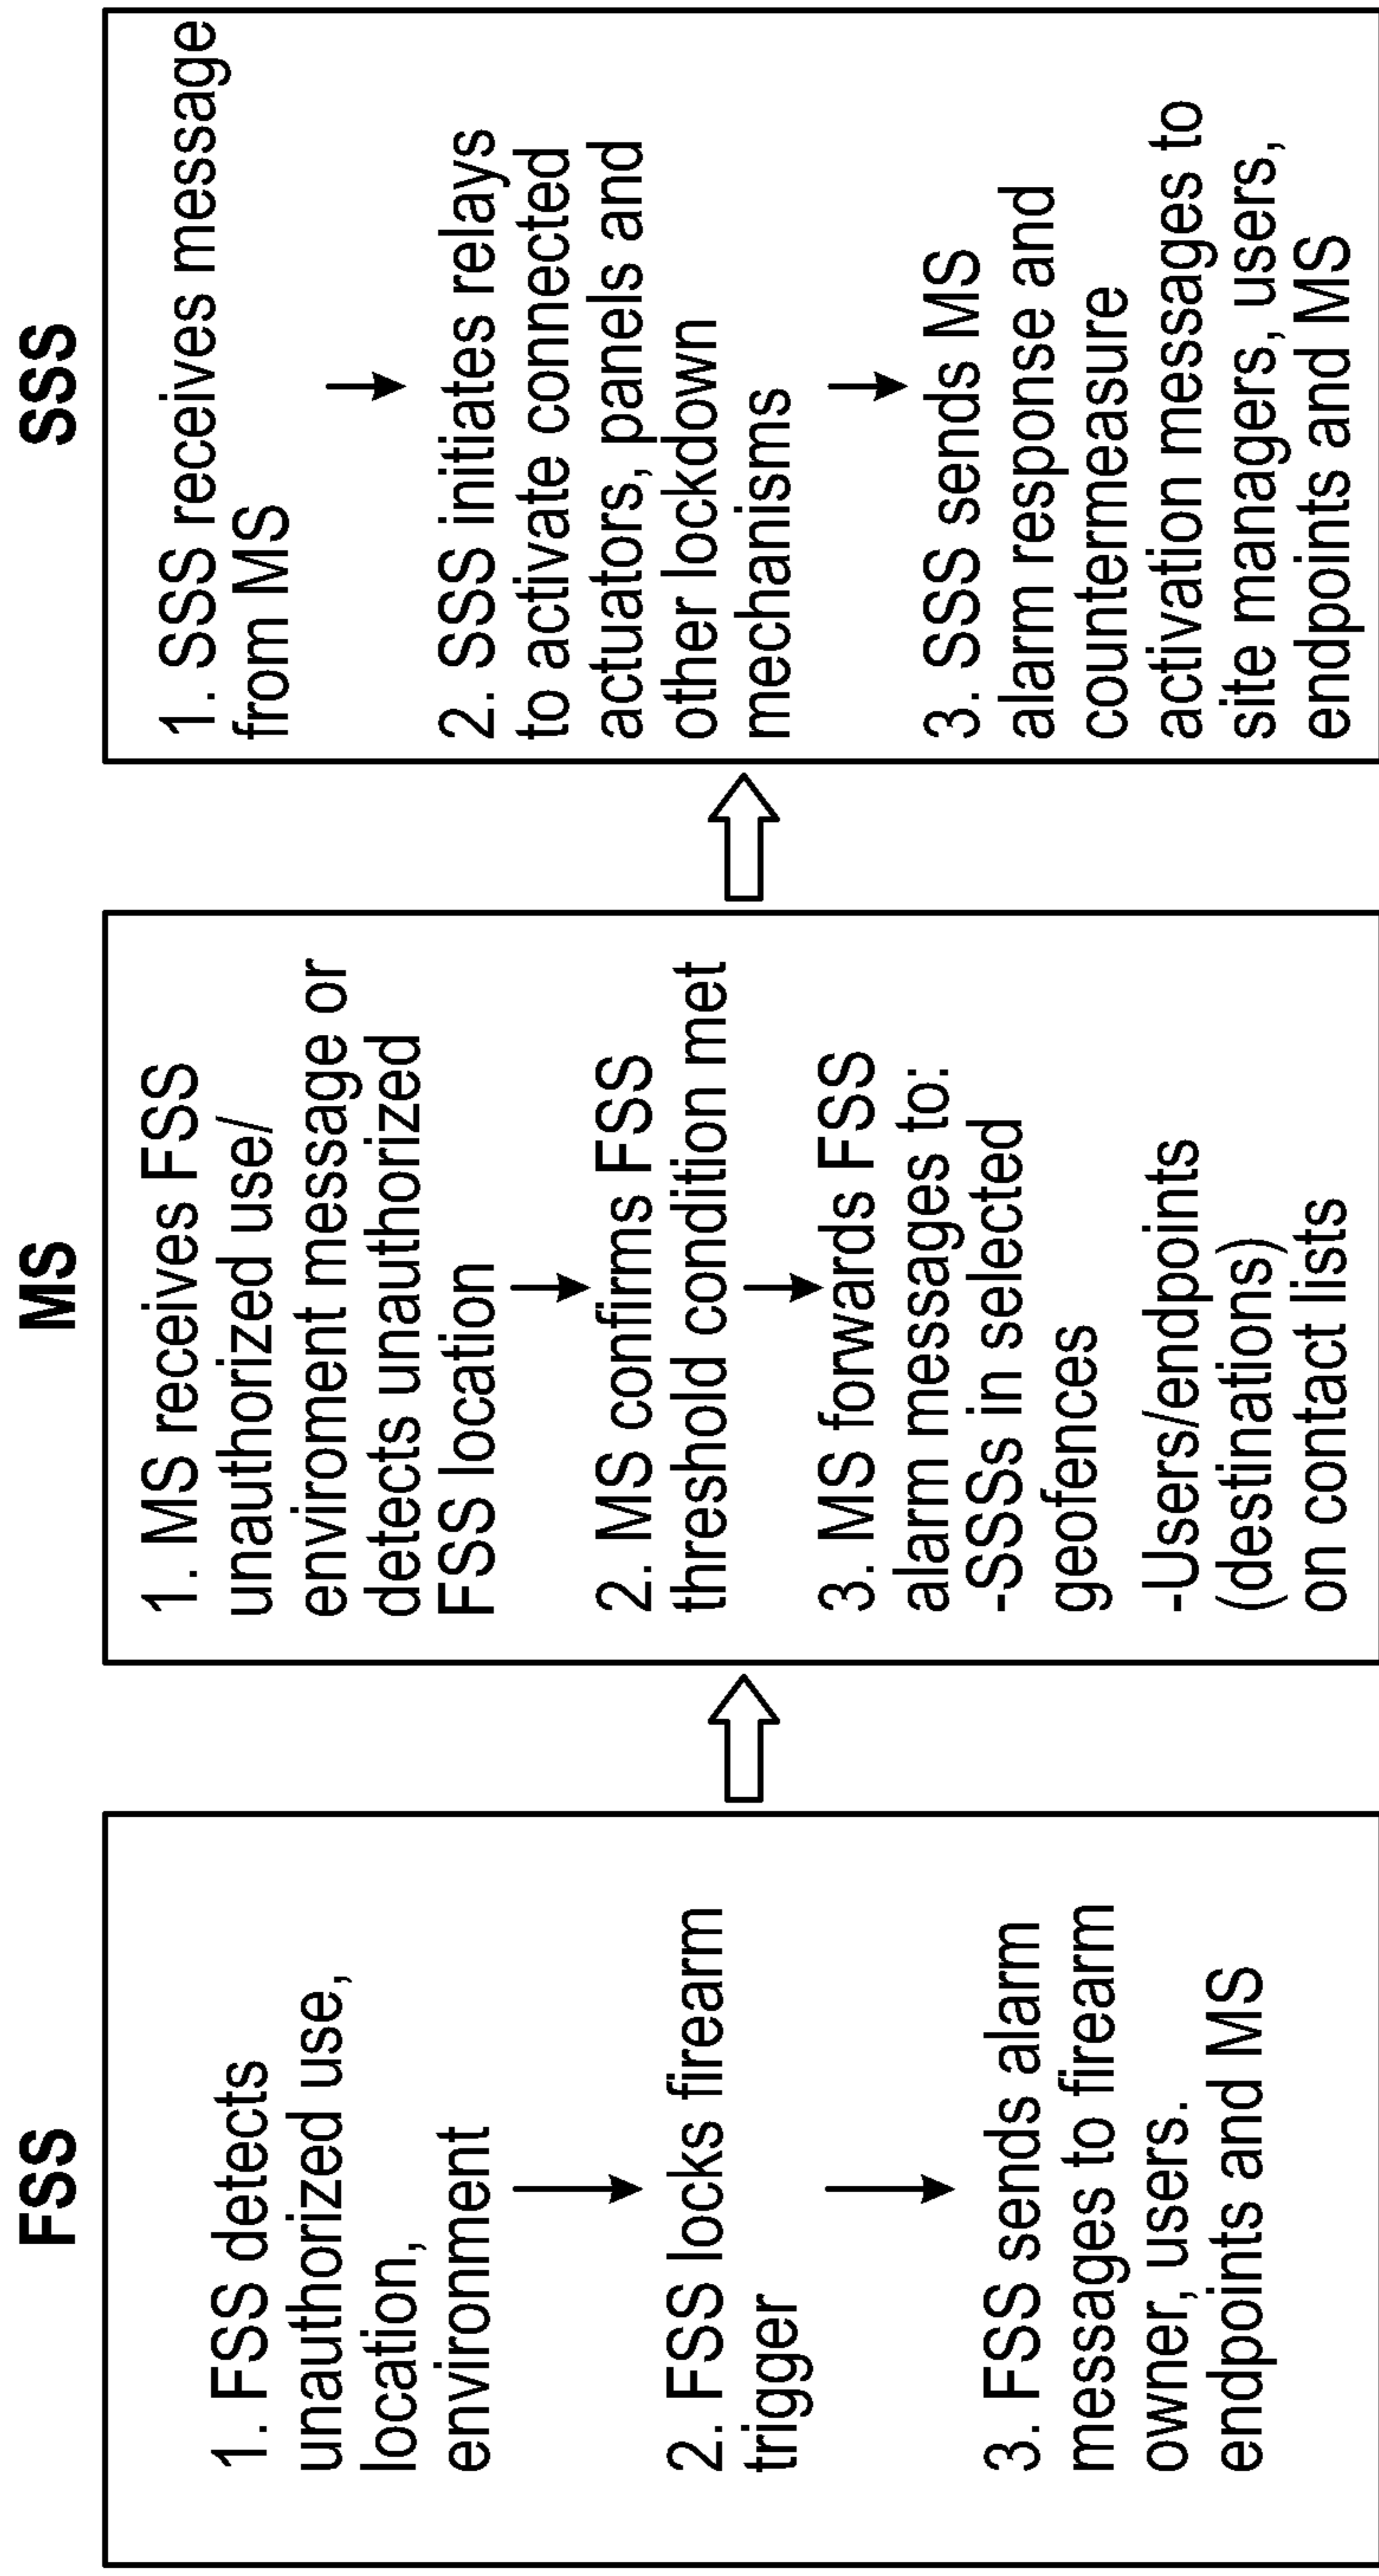 FSS
1. FSS detects
unauthorized use,
location,
environment
2. FSS locks firearm
trigger
3. FSS sends alarm
messages to firearm
owner, users.
endpoints and MS
MS
1. MS receives FSS
unauthorized use/
enviroment message or
detects unauthorized
FSS location
2. MS confirms FSS
threshold condition met
3. MS forwards FSS
alarm messages to:
-SSSs in selected
geofences
-Users/endpoints
(destinations)
on contact lists
SSS
1. SSS receives message
from MS
2. SSS initiates relays
to activate connected
actuators, panels and
other lockdown
mechanisms
3. SSS sends MS
alarm response and
countermeasure
activation messages to
site managers, users,
endpoints and MS